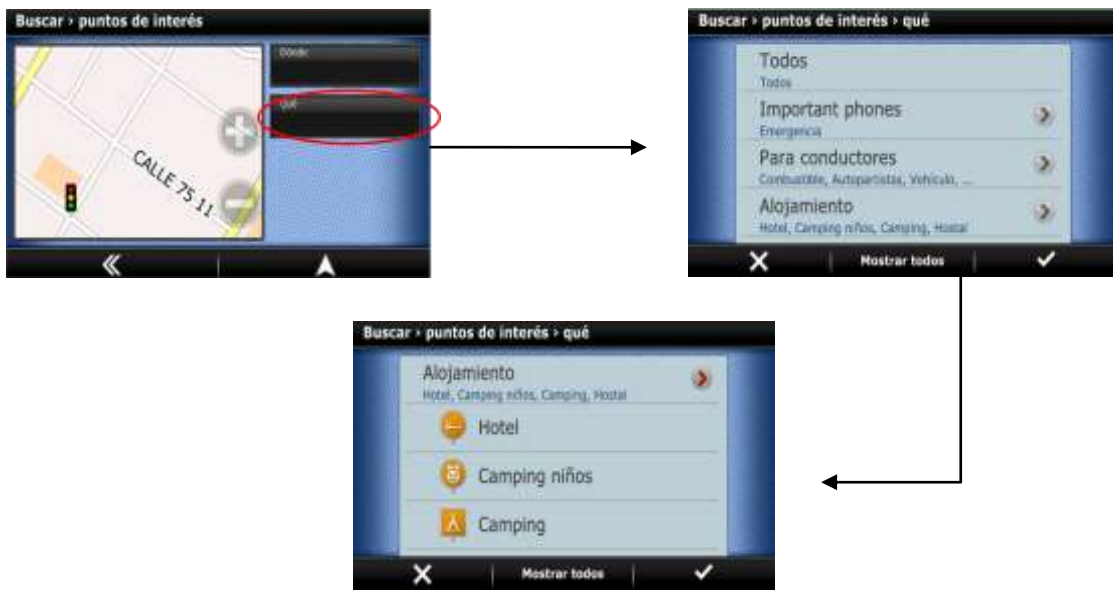 Buscar › puntos de interés
Dónde
Qué
CALLE 75 11
Buscar › puntos de interés › qué
Todos
Todos
Important phones
Emergencia
Para conductores
Combustible, Autopartistas, Vehículo, ...
Alojamiento
Hotel, Camping niños, Camping, Hostal
Mostrar todos
Buscar › puntos de interés › qué
Alojamiento
Hotel, Camping niños, Camping, Hostal
Hotel
Camping niños
Camping
Mostrar todos